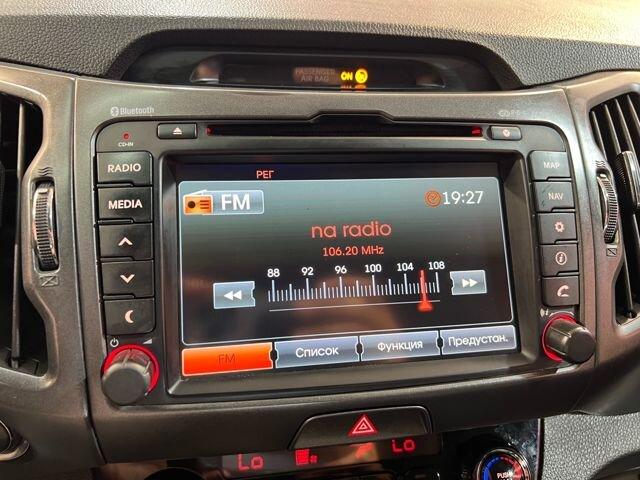 PASSENGER AIR BAG ON
Bluetooth
CD-IN
RADIO
MEDIA
MAP
NAV
РЕГ
FM
19:27
na radio
106.20 MHz
88 92 96 100 104 108
FM Список Функция Предустан.
Lo Lo
PUSH